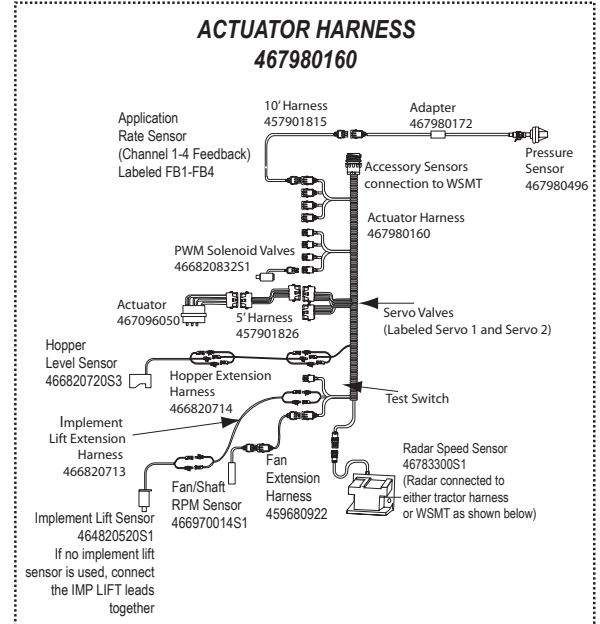 ACTUATOR HARNESS
467980160
10' Harness
457901815
Adapter
467980172
Application
Rate Sensor
(Channel 1-4 Feedback)
Labeled FB1-FB4
Pressure
Sensor
467980496
Accessory Sensors
connection to WSMT
Actuator Harness
467980160
PWM Solenoid Valves
466820832S1
Actuator
467096050
5' Harness
457901826
Servo Valves
(Labeled Servo 1 and Servo 2)
Hopper
Level Sensor
466820720S3
Hopper Extension
Harness
466820714
Test Switch
Implement
Lift Extension
Harness
466820713
Fan/Shaft
RPM Sensor
466970014S1
Fan
Extension
Harness
459680922
Radar Speed Sensor
46783300S1
(Radar connected to
either tractor harness
or WSMT as shown below)
Implement Lift Sensor
464820520S1
If no implement lift
sensor is used, connect
the IMP LIFT leads
together